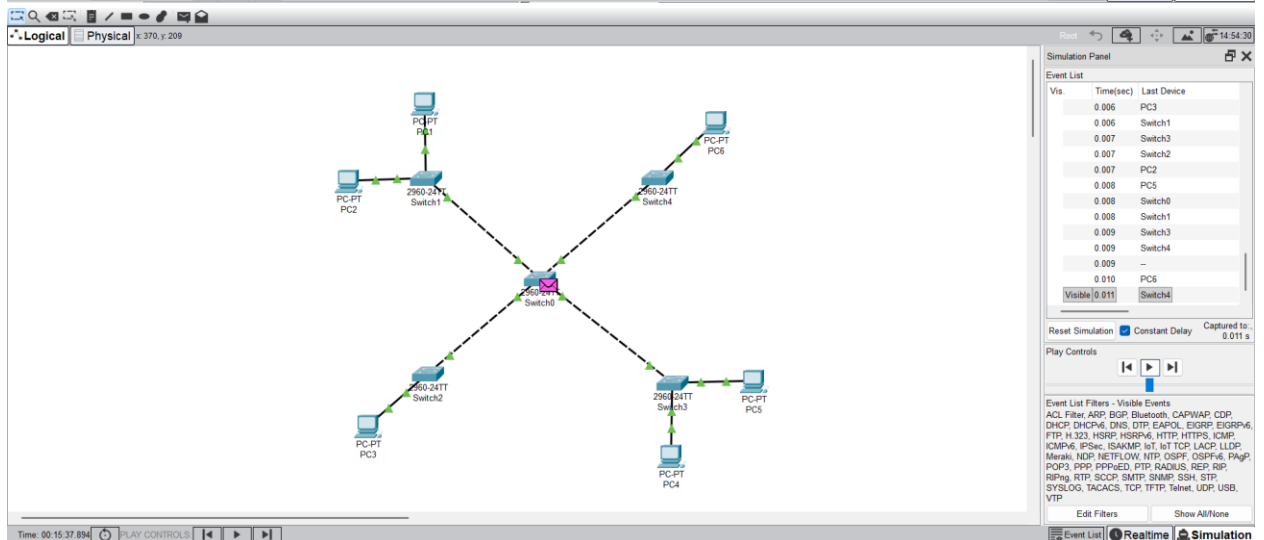 Logical Physical x: 370, y: 209 Root 14:54:30
PC-PT
PC1
PC-PT
PC2
2960-24TT
Switch1
PC-PT
PC6
2960-24TT
Switch4
2960-24TT
Switch0
2960-24TT
Switch2
PC-PT
PC3
2960-24TT
Switch3
PC-PT
PC5
PC-PT
PC4
Simulation Panel
Event List
Vis. Time(sec) Last Device
0.006 PC3
0.006 Switch1
0.007 Switch3
0.007 Switch2
0.007 PC2
0.008 PC5
0.008 Switch0
0.008 Switch1
0.009 Switch3
0.009 Switch4
0.009 --
0.010 PC6
Visible 0.011 Switch4
Reset Simulation Constant Delay Captured to:
0.011 s
Play Controls
Event List Filters - Visible Events
ACL Filter, ARP, BGP, Bluetooth, CAPWAP, CDP,
DHCP, DHCPv6, DNS, DTP, EAPOL, EIGRP, EIGRPv6,
FTP, H.323, HSRP, HSRPv6, HTTP, HTTPS, ICMP,
ICMPv6, IPSec, ISAKMP, IoT, IoT TCP, LACP, LLDP,
Meraki, NDP, NETFLOW, NTP, OSPF, OSPFv6, PAgP,
POP3, PPP, PPPoED, PTP, RADIUS, REP, RIP,
RIPng, RTP, SCCP, SMTP, SNMP, SSH, STP,
SYSLOG, TACACS, TCP, TFTP, Telnet, UDP, USB,
VTP
Edit Filters Show All/None
Time: 00:15:37.894 PLAY CONTROLS: Event List Realtime Simulation